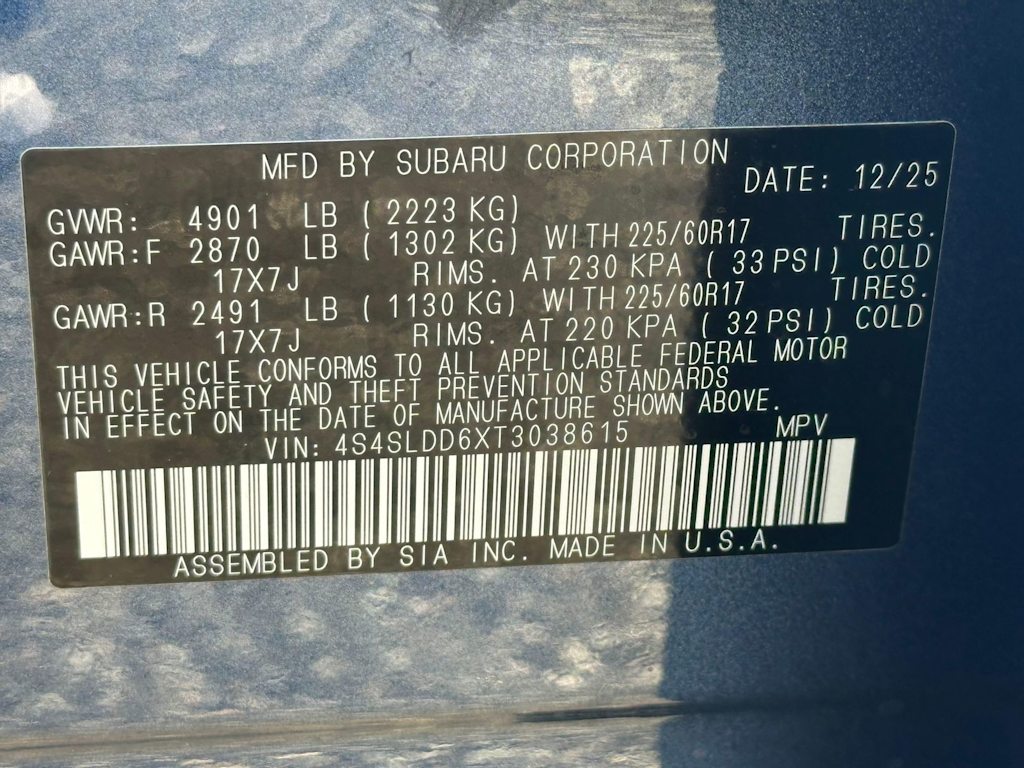 MFD BY SUBARU CORPORATION
DATE: 12/25
GVWR: 4901 LB ( 2223 KG)
GAWR:F 2870 LB ( 1302 KG) WITH 225/60R17 TIRES.
17X7J RIMS. AT 230 KPA ( 33 PSI) COLD
GAWR:R 2491 LB ( 1130 KG) WITH 225/60R17 TIRES.
17X7J RIMS. AT 220 KPA ( 32 PSI) COLD
THIS VEHICLE CONFORMS TO ALL APPLICABLE FEDERAL MOTOR
VEHICLE SAFETY AND THEFT PREVENTION STANDARDS
IN EFFECT ON THE DATE OF MANUFACTURE SHOWN ABOVE.
VIN: 4S4SLDD6XT3038615 MPV
ASSEMBLED BY SIA INC. MADE IN U.S.A.